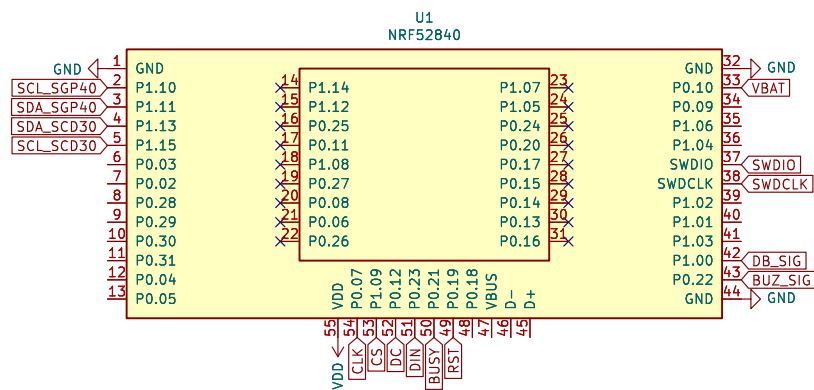 U1
NRF52840
GND 1 GND
SCL_SGP40 2 P1.10
SDA_SGP40 3 P1.11
SDA_SCD30 4 P1.13
SCL_SCD30 5 P1.15
6 P0.03
7 P0.02
8 P0.28
9 P0.29
10 P0.30
11 P0.31
12 P0.04
13 P0.05
14 P1.14
15 P1.12
16 P0.25
17 P0.11
18 P1.08
19 P0.27
20 P0.08
21 P0.06
22 P0.26
P1.07 23
P1.05 24
P0.24 25
P0.20 26
P0.17 27
P0.15 28
P0.14 29
P0.13 30
P0.16 31
GND 32 GND
P0.10 33 VBAT
P0.09 34
P1.06 35
P1.04 36
SWDIO 37 SWDIO
SWDCLK 38 SWDCLK
P1.02 39
P1.01 40
P1.03 41
P1.00 42 DB_SIG
P0.22 43 BUZ_SIG
GND 44 GND
VDD 55 VDD
P0.07 54 CLK
P1.09 53 CS
P0.12 52 DC
P0.23 51 DIN
P0.21 50 BUSY
P0.19 49 RST
P0.18 48
VBUS 47
D- 46
D+ 45